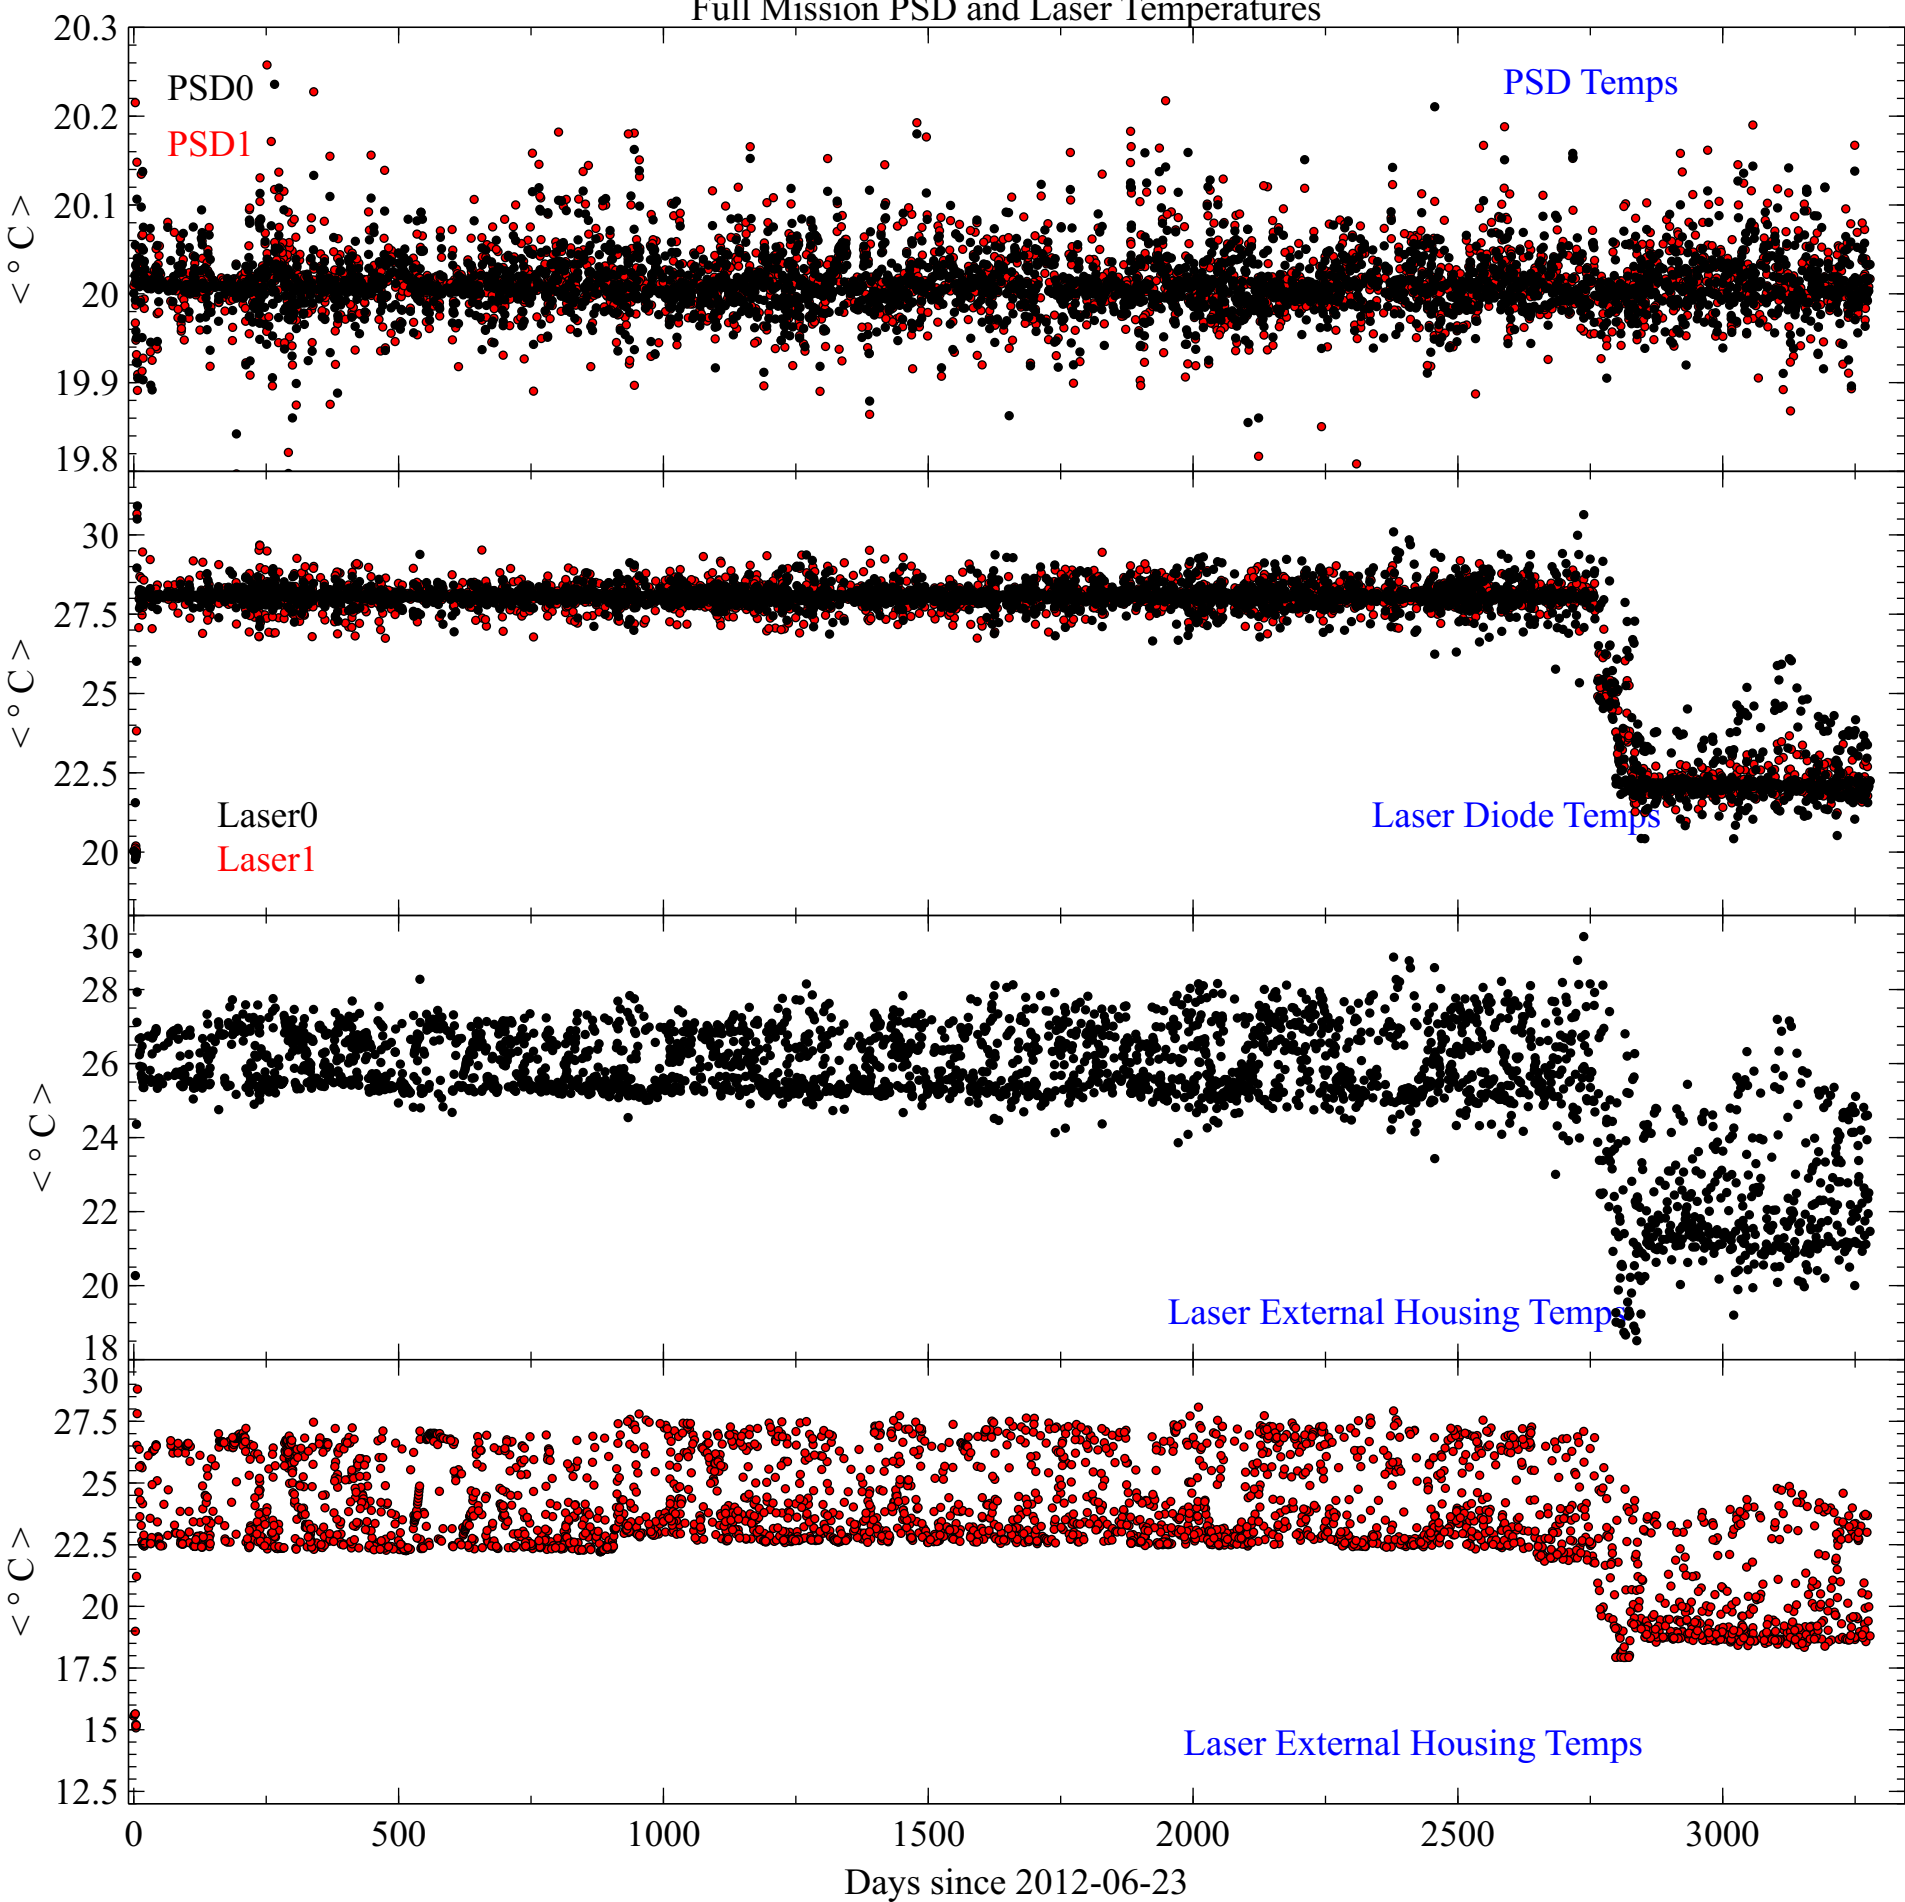 Full Mission PSD and Laser Temperatures
20.3
20.2
20.1
20
19.9
19.8
< ° C >
PSD0
PSD1
PSD Temps
30
27.5
25
22.5
20
< ° C >
Laser0
Laser1
Laser Diode Temps
30
28
26
24
22
20
18
< ° C >
Laser External Housing Temps
30
27.5
25
22.5
20
17.5
15
12.5
< ° C >
Laser External Housing Temps
0 500 1000 1500 2000 2500 3000
Days since 2012-06-23